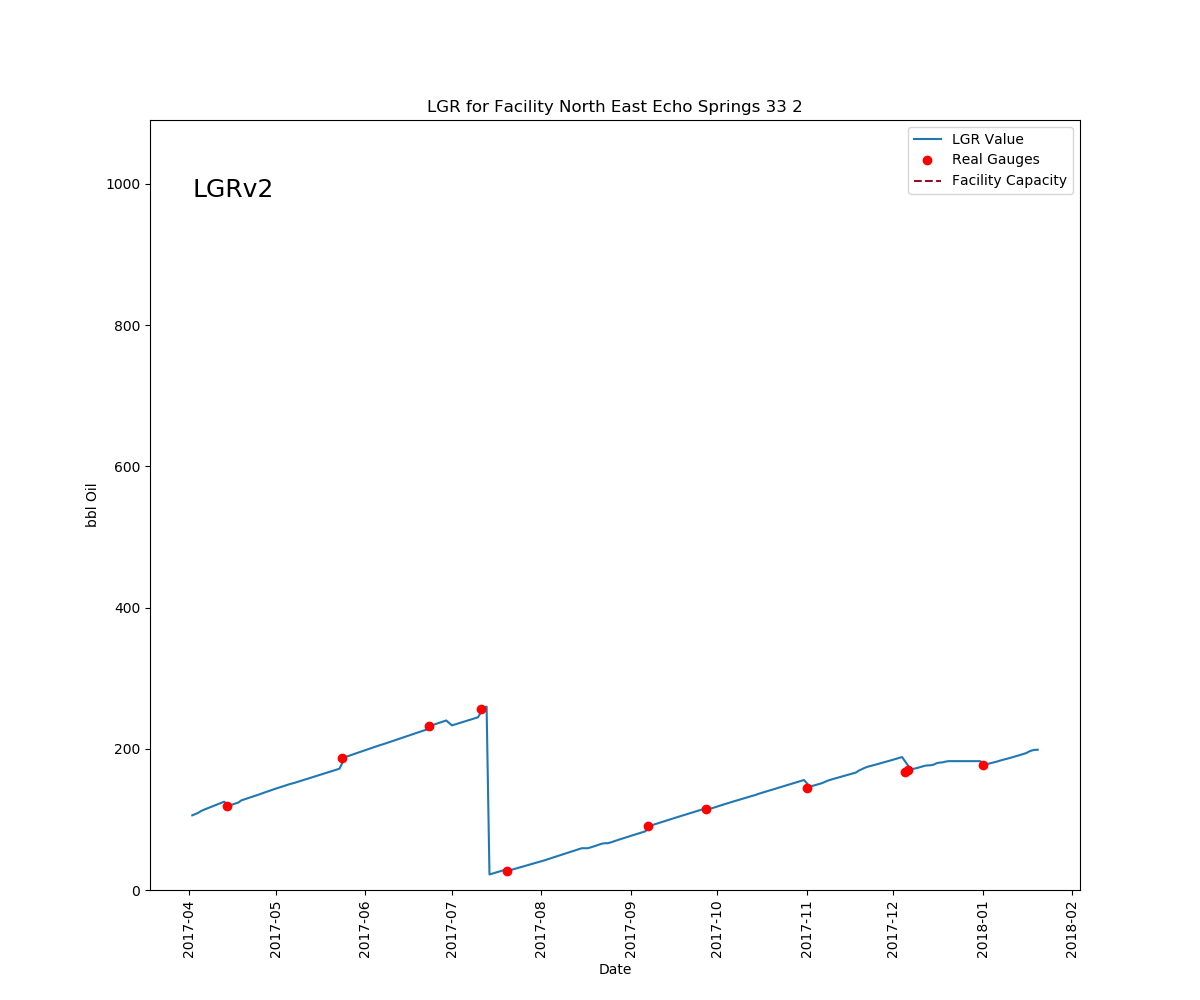 LGR for Facility North East Echo Springs 33 2
LGRv2
LGR Value
Real Gauges
Facility Capacity
1000
800
600
400
200
0
bbl Oil
2017-04
2017-05
2017-06
2017-07
2017-08
2017-09
2017-10
2017-11
2017-12
2018-01
2018-02
Date